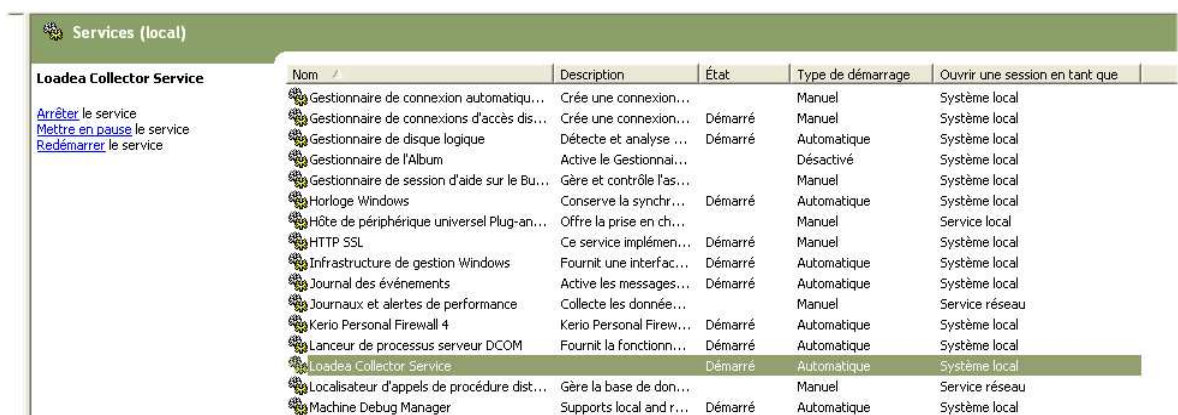 Services (local)
Loadea Collector Service
Arrêter le service
Mettre en pause le service
Redémarrer le service
Nom Description État Type de démarrage Ouvrir une session en tant que
Gestionnaire de connexion automatiqu... Crée une connexion... Manuel Système local
Gestionnaire de connexions d'accès dis... Crée une connexion... Démarré Manuel Système local
Gestionnaire de disque logique Détecte et analyse ... Démarré Automatique Système local
Gestionnaire de l'Album Active le Gestionnai... Désactivé Système local
Gestionnaire de session d'aide sur le Bu... Gère et contrôle l'as... Manuel Système local
Horloge Windows Conserve la synchr... Démarré Automatique Système local
Hôte de périphérique universel Plug-an... Offre la prise en ch... Manuel Service local
HTTP SSL Ce service implémen... Démarré Manuel Système local
Infrastructure de gestion Windows Fournit une interfac... Démarré Automatique Système local
Journal des événements Active les messages... Démarré Automatique Système local
Journaux et alertes de performance Collecte les donnée... Manuel Service réseau
Kerio Personal Firewall 4 Kerio Personal Firew... Démarré Automatique Système local
Lanceur de processus serveur DCOM Fournit la fonctionn... Démarré Automatique Système local
Loadea Collector Service Démarré Automatique Système local
Localisateur d'appels de procédure dist... Gère la base de don... Manuel Service réseau
Machine Debug Manager Supports local and r... Démarré Automatique Système local